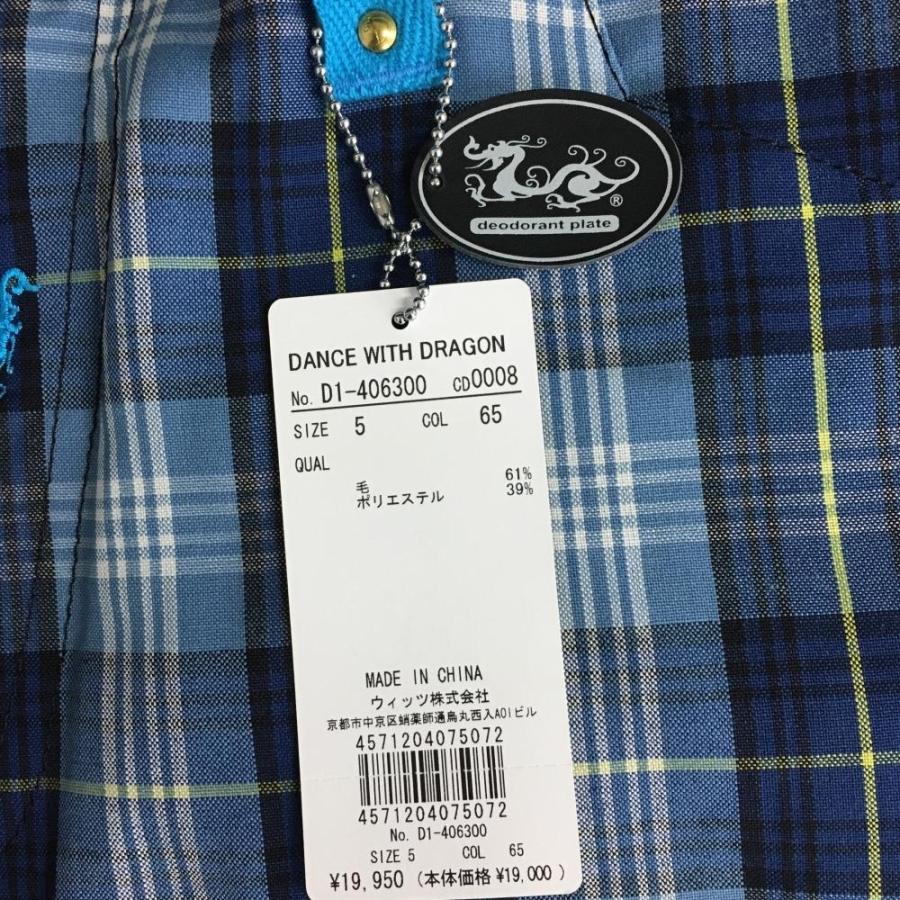 ®
deodorant plate
DANCE WITH DRAGON
No. D1-406300 CD0008
SIZE 5 COL 65
QUAL
毛 61%
ポリエステル 39%
MADE IN CHINA
ウィッツ株式会社
京都市中京区蛸薬師通烏丸西入AOIビル
4571204075072
4571204075072
No. D1-406300
SIZE 5 COL 65
¥19,950 (本体価格 ¥19,000)